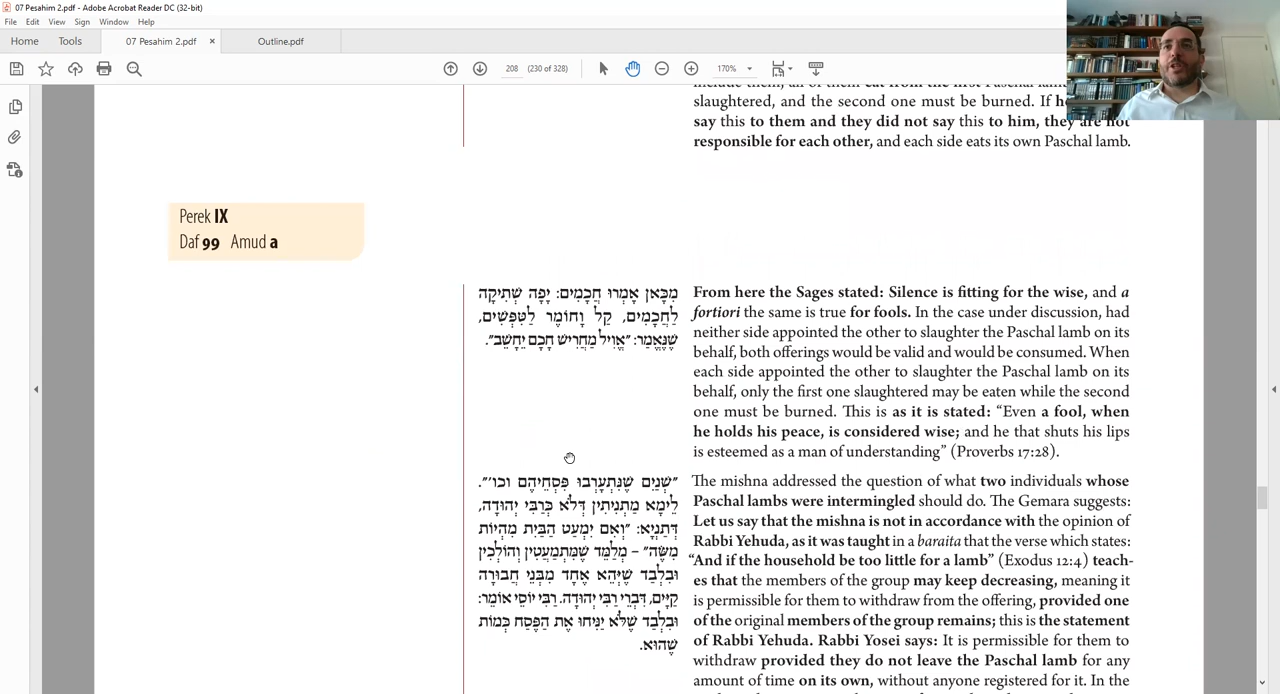 07 Pesahim 2.pdf - Adobe Acrobat Reader DC (32-bit)
File Edit View Sign Window Help
Home Tools 07 Pesahim 2.pdf × Outline.pdf
208 (230 of 328) 170%
slaughtered, and the second one must be burned. If
say this to them and they did not say this to him, they are not
responsible for each other, and each side eats its own Paschal lamb.
Perek IX
Daf 99 Amud a
מִכָּאן אָמְרוּ חֲכָמִים: יָפָה שְׁתִיקָה
לַחֲכָמִים, קַל וָחוֹמֶר לַטִּפְּשִׁים,
שֶׁנֶּאֱמַר: ״אֱוִיל מַחֲרִישׁ חָכָם יֵחָשֵׁב״.
From here the Sages stated: Silence is fitting for the wise, and a
fortiori the same is true for fools. In the case under discussion, had
neither side appointed the other to slaughter the Paschal lamb on its
behalf, both offerings would be valid and would be consumed. When
each side appointed the other to slaughter the Paschal lamb on its
behalf, only the first one slaughtered may be eaten while the second
one must be burned. This is as it is stated: “Even a fool, when
he holds his peace, is considered wise; and he that shuts his lips
is esteemed as a man of understanding” (Proverbs 17:28).
״שְׁנַיִם שֶׁנִּתְעָרְבוּ פִּסְחֵיהֶם וכו׳״.
לֵימָא מַתְנִיתִין דְּלֹא כְּרַבִּי יְהוּדָה,
דְּתַנְיָא: ״וְאִם יִמְעַט הַבַּיִת מִהְיוֹת
מִשֶּׂה״ – מְלַמֵּד שֶׁמִּתְמַעֲטִין וְהוֹלְכִין
וּבִלְבַד שֶׁיְּהֵא אֶחָד מִבְּנֵי חֲבוּרָה
קַיָּים, דִּבְרֵי רַבִּי יְהוּדָה. רַבִּי יוֹסֵי אוֹמֵר:
וּבִלְבַד שֶׁלֹּא יַנִּיחוּ אֶת הַפֶּסַח כְּמוֹת
שֶׁהוּא.
The mishna addressed the question of what two individuals whose
Paschal lambs were intermingled should do. The Gemara suggests:
Let us say that the mishna is not in accordance with the opinion of
Rabbi Yehuda, as it was taught in a baraita that the verse which states:
“And if the household be too little for a lamb” (Exodus 12:4) teach-
es that the members of the group may keep decreasing, meaning it
is permissible for them to withdraw from the offering, provided one
of the original members of the group remains; this is the statement
of Rabbi Yehuda. Rabbi Yosei says: It is permissible for them to
withdraw provided they do not leave the Paschal lamb for any
amount of time on its own, without anyone registered for it. In the